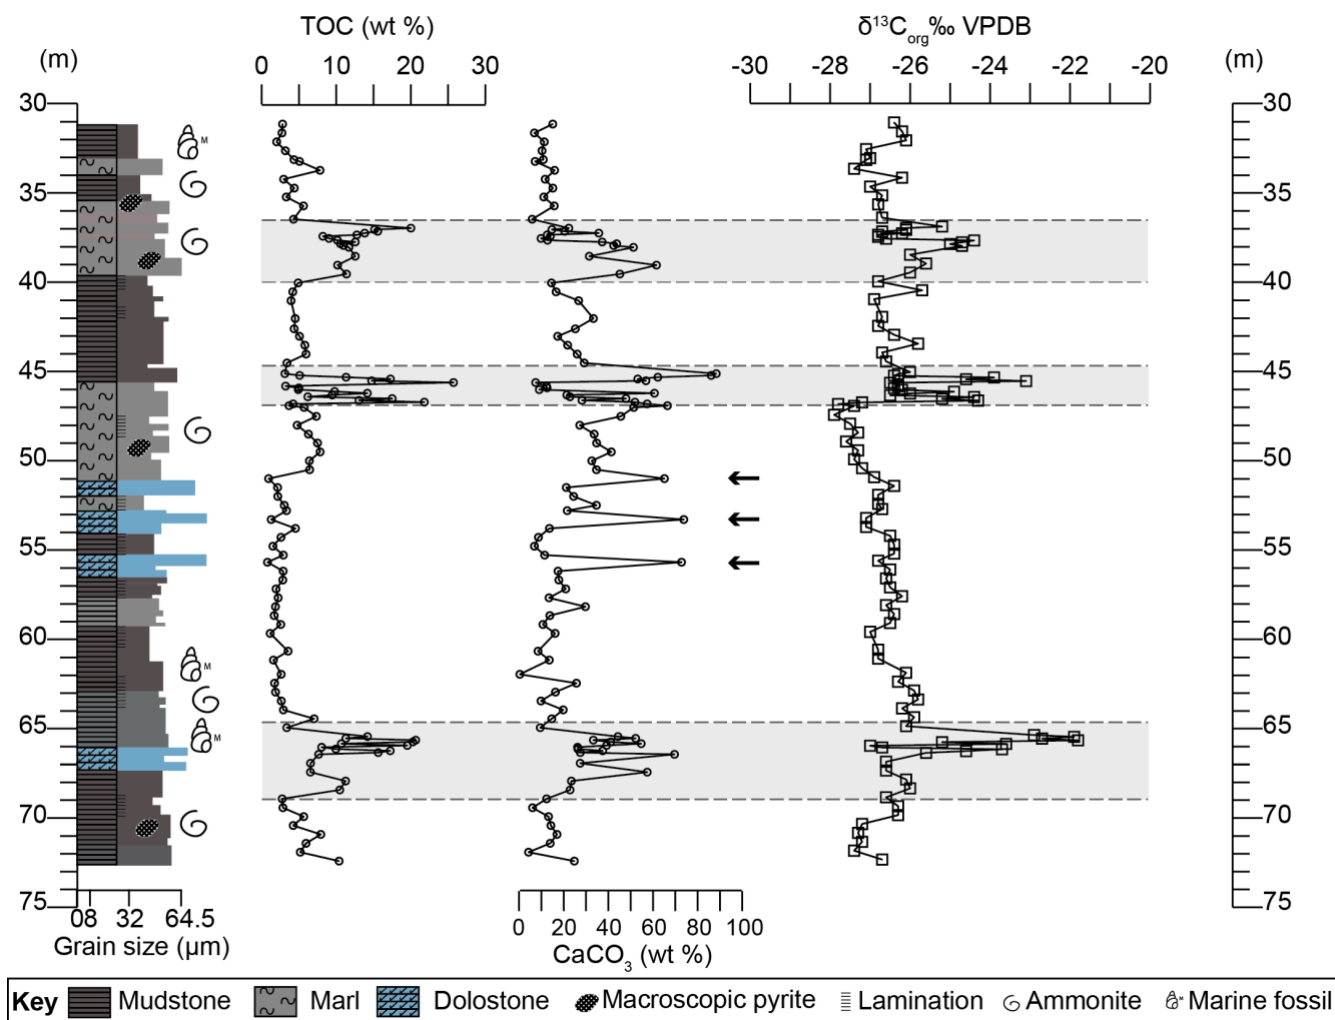 TOC (wt %) δ¹³Corg‰ VPDB
(m) (m)
0 10 20 30 -30 -28 -26 -24 -22 -20
30 30
M
35 35
40 40
45 45
50 50
55 55
60 60
M
65 65
M
70 70
75 75
08 32 64.5
Grain size (µm)
0 20 40 60 80 100
CaCO₃ (wt %)
Key Mudstone Marl Dolostone Macroscopic pyrite Lamination Ammonite Marine fossil